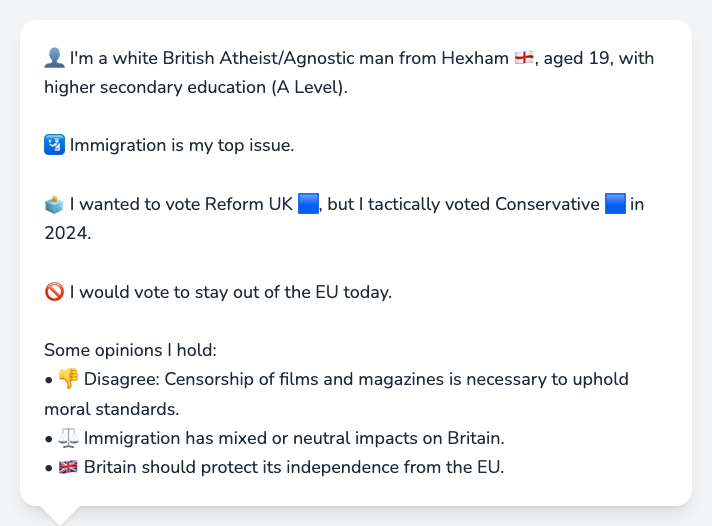 👤 I'm a white British Atheist/Agnostic man from Hexham 🏴󠁧󠁢󠁥󠁮󠁧󠁿, aged 19, with
higher secondary education (A Level).
🛂 Immigration is my top issue.
🗳️ I wanted to vote Reform UK 🟦, but I tactically voted Conservative 🟦 in
2024.
🚫 I would vote to stay out of the EU today.
Some opinions I hold:
• 👎 Disagree: Censorship of films and magazines is necessary to uphold
moral standards.
• ⚖️ Immigration has mixed or neutral impacts on Britain.
• 🇬🇧 Britain should protect its independence from the EU.